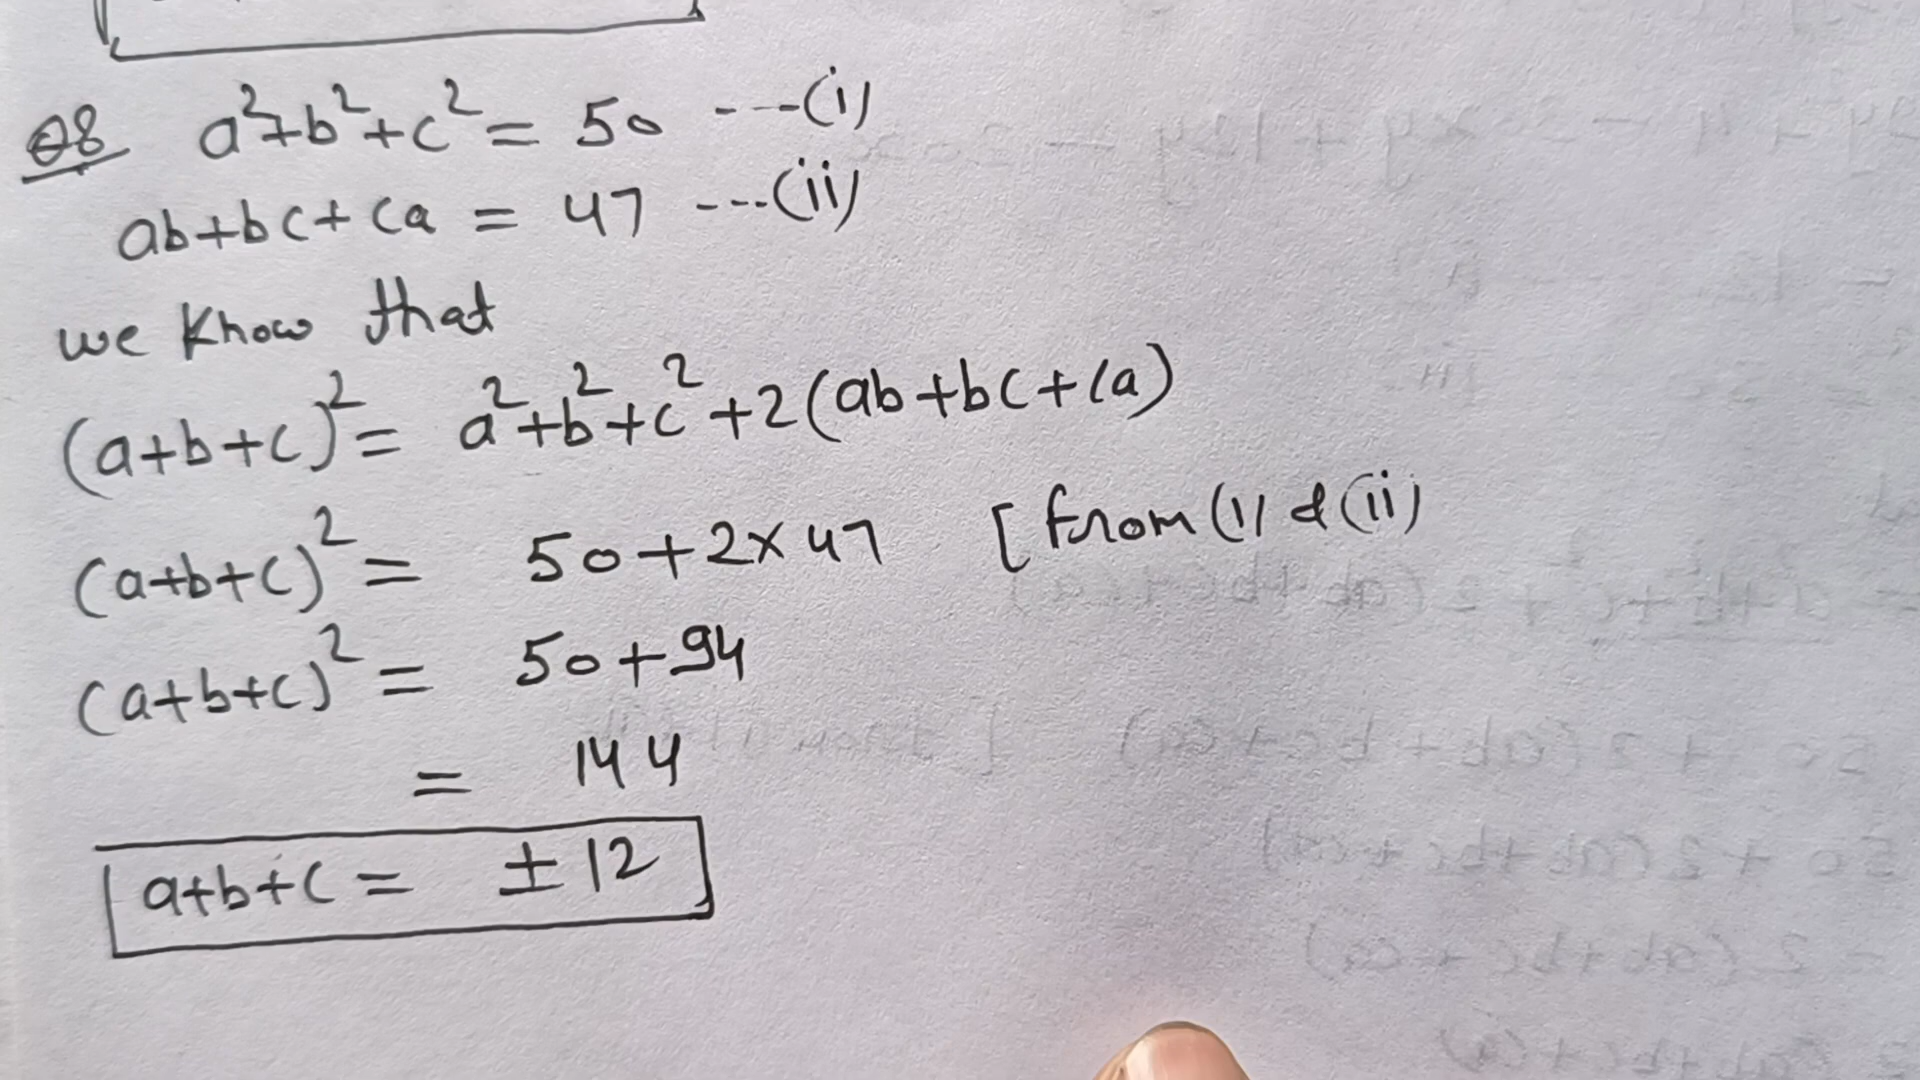 Q8 a²+b²+c² = 50 ---(i)
ab+bc+ca = 47 ---(ii)
we know that
(a+b+c)² = a²+b²+c²+2(ab+bc+ca)
(a+b+c)² = 50+2×47 [from (i) & (ii)
(a+b+c)² = 50+94
= 144
a+b+c = ±12